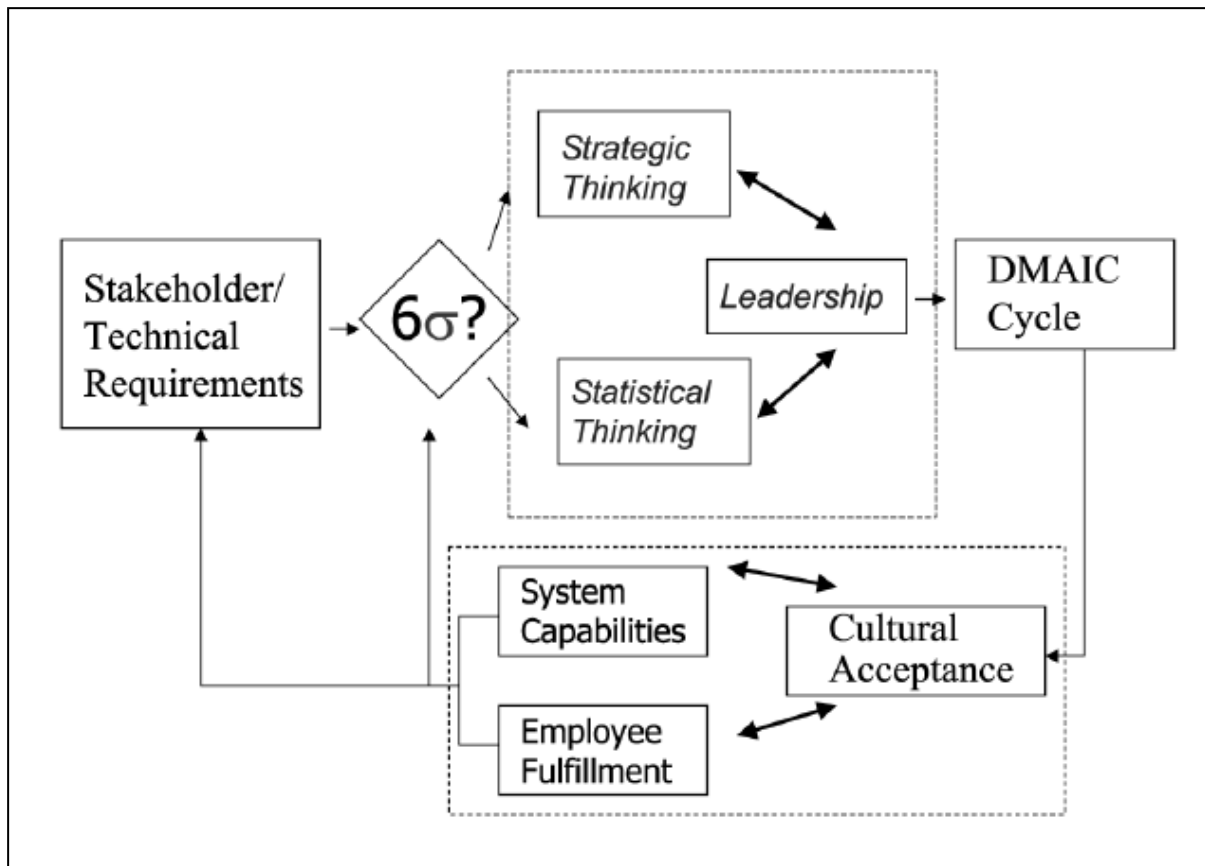 Strategic
Thinking
Stakeholder/
Technical
Requirements
6σ?
Leadership
DMAIC
Cycle
Statistical
Thinking
System
Capabilities
Cultural
Acceptance
Employee
Fulfillment